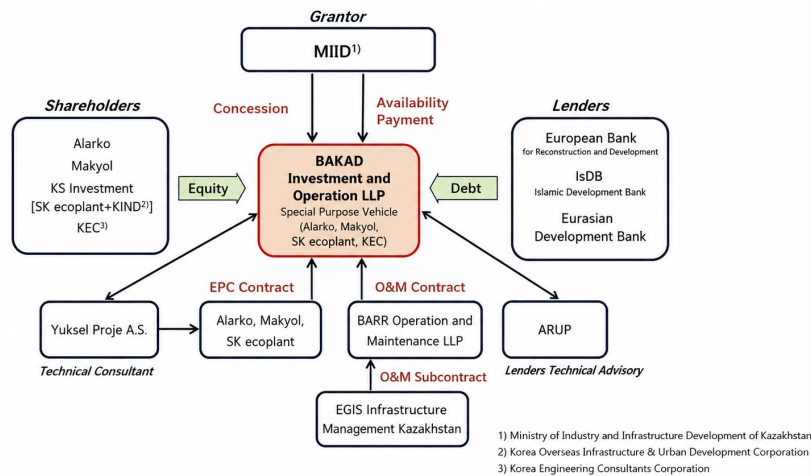 Grantor
MIID1)
Concession
Availability
Payment
Shareholders
Alarko
Makyol
KS Investment
[SK ecoplant+KIND2)]
KEC3)
Equity
BAKAD
Investment and
Operation LLP
Special Purpose Vehicle
(Alarko, Makyol,
SK ecoplant, KEC)
Debt
Lenders
European Bank
for Reconstruction and Development
IsDB
Islamic Development Bank
Eurasian
Development Bank
EPC Contract
O&M Contract
Yuksel Proje A.S.
Technical Consultant
Alarko, Makyol,
SK ecoplant
BARR Operation and
Maintenance LLP
ARUP
Lenders Technical Advisory
O&M Subcontract
EGIS Infrastructure
Management Kazakhstan
1) Ministry of Industry and Infrastructure Development of Kazakhstan
2) Korea Overseas Infrastructure & Urban Development Corporation
3) Korea Engineering Consultants Corporation